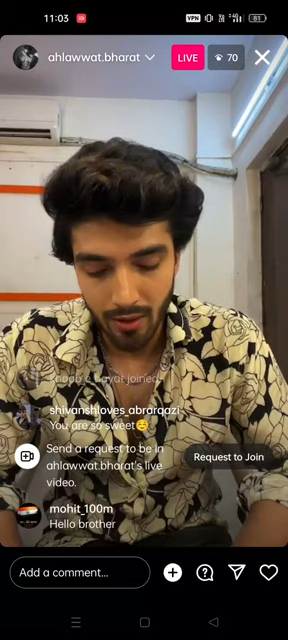 11:03
VPN
81
ahlawwat.bharat
LIVE
70
joined
shivanshloves_abrarqazi
You are so sweet☺️
Send a request to be in
ahlawwat.bharat's live
video.
Request to Join
mohit_100m
Hello brother
Add a comment...